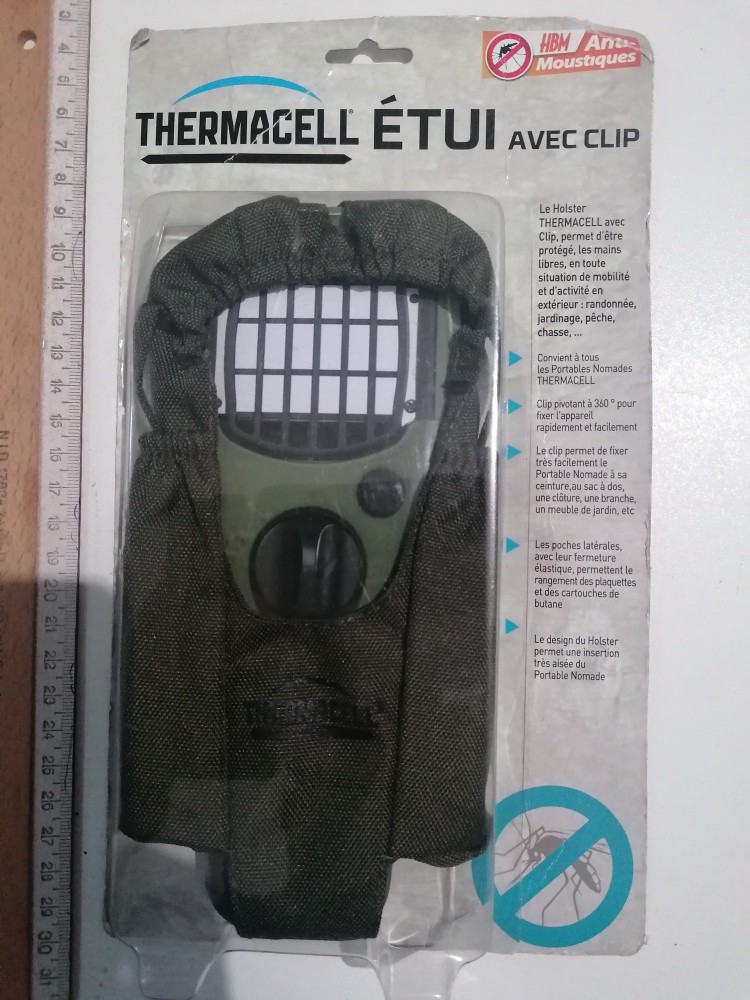 HBM Anti-
Moustiques
THERMACELL® ÉTUI AVEC CLIP
Le Holster
THERMACELL avec
Clip, permet d'être
protégé, les mains
libres, en toute
situation de mobilité
et d'activité en
extérieur : randonnée,
jardinage, pêche,
chasse, ...
Convient à tous
les Portables Nomades
THERMACELL
Clip pivotant à 360 ° pour
fixer l'appareil
rapidement et facilement
Le clip permet de fixer
très facilement le
Portable Nomade à sa
ceinture,au sac à dos,
une clôture, une branche,
un meuble de jardin, etc
Les poches latérales,
avec leur fermeture
élastique, permettent le
rangement des plaquettes
et des cartouches de
butane
Le design du Holster
permet une insertion
très aisée du
Portable Nomade
THERMACELL
3
4
5
6
7
8
9
10
11
12
13
14
15
16
17
18
19
20
21
22
23
24
25
26
27
28
29
30
31